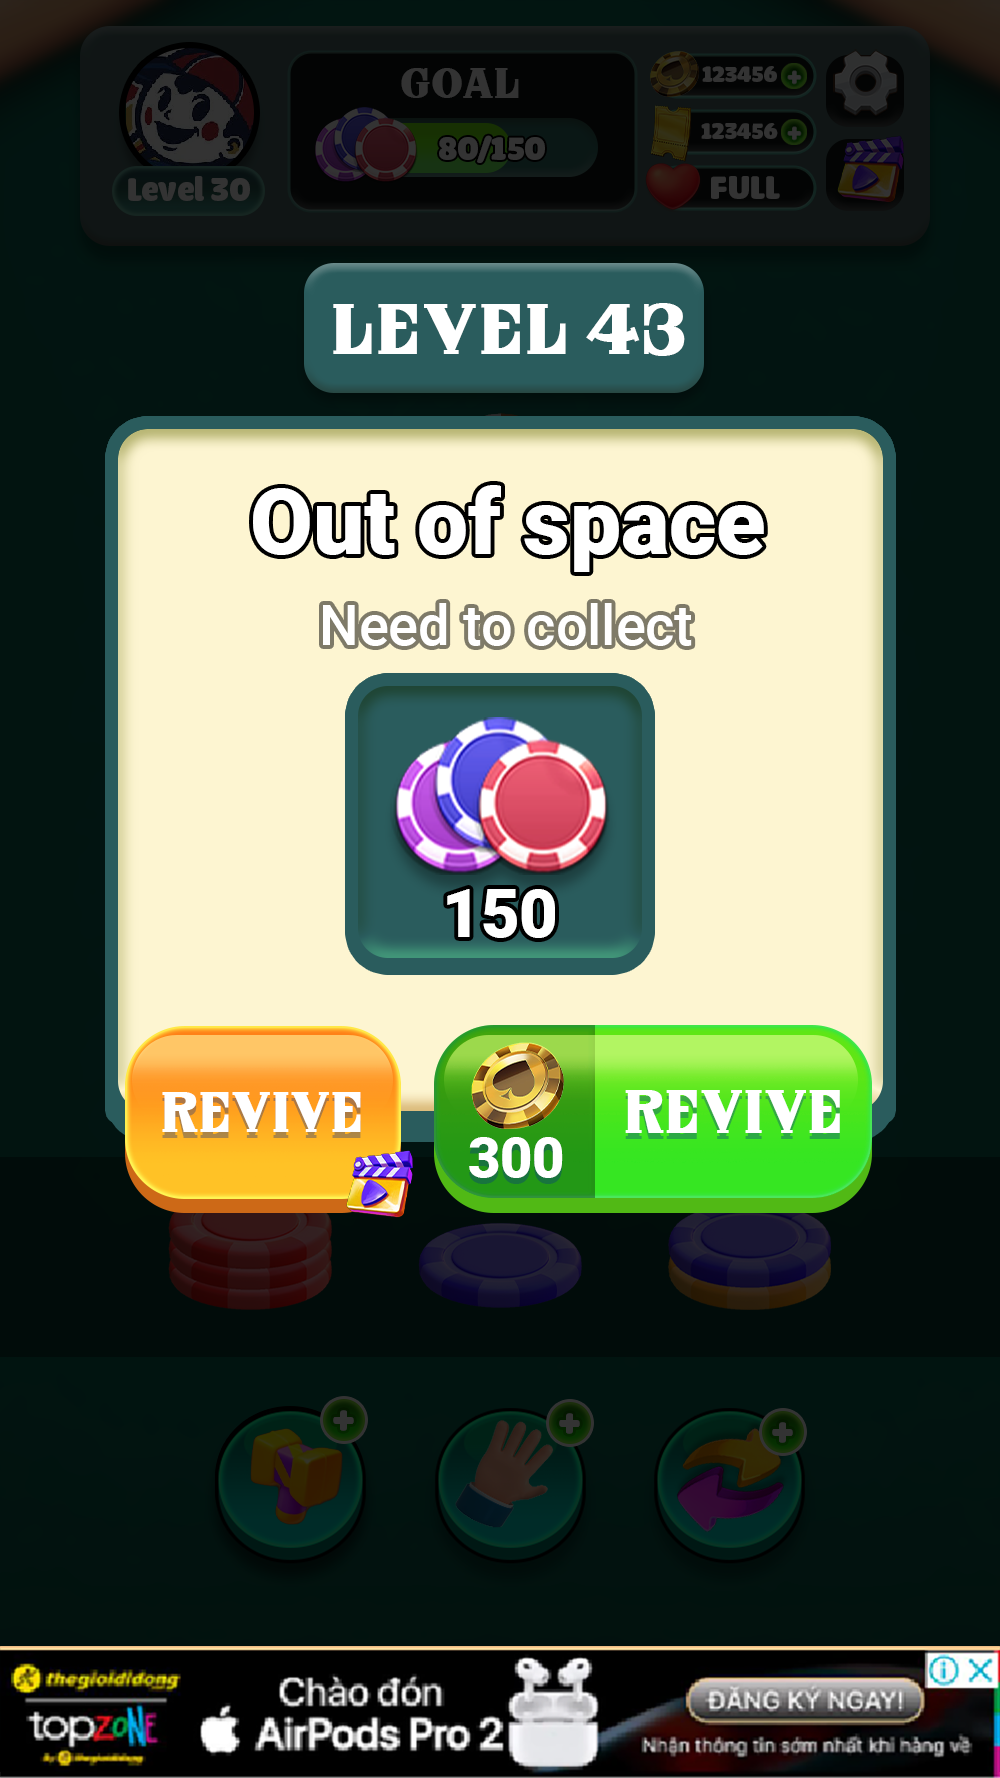 GOAL
80/150
Level 30
123456
123456
FULL
LEVEL 43
Out of space
Need to collect
150
REVIVE
300
REVIVE
thegioididong
topzone
By thegioididong
Chào đón
AirPods Pro 2
ĐĂNG KÝ NGAY!
Nhận thông tin sớm nhất khi hàng về